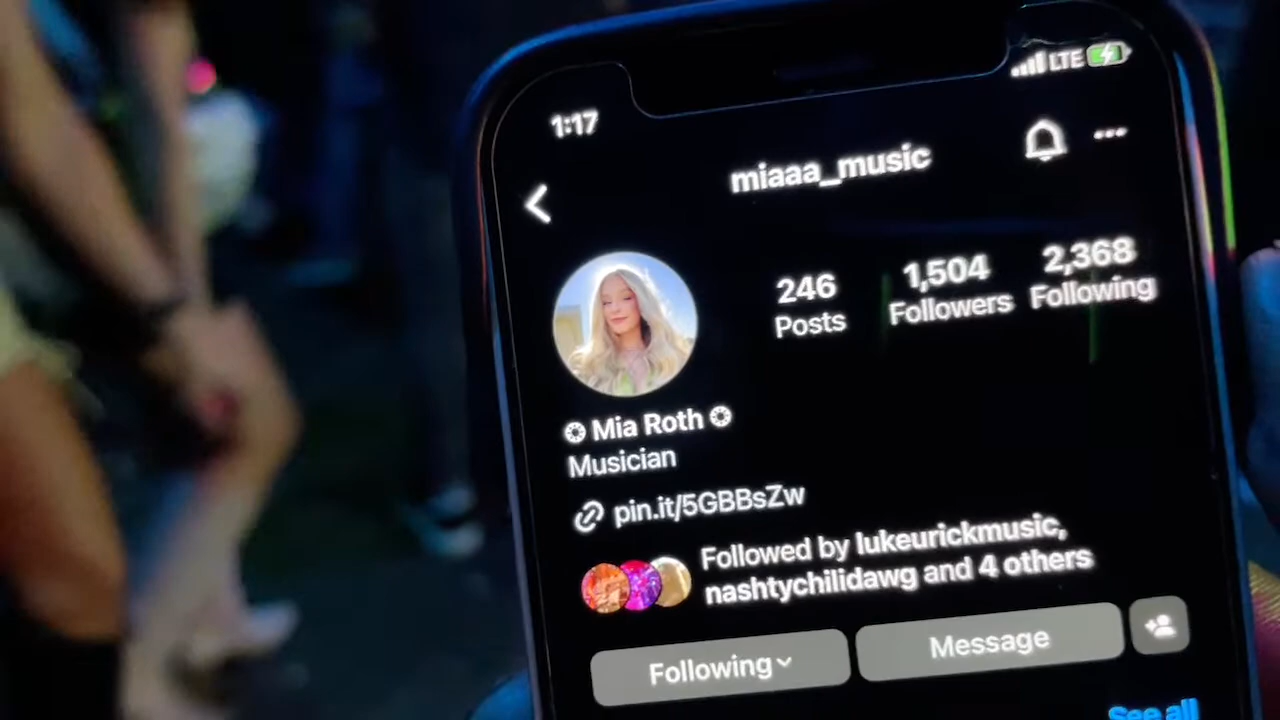 1:17
LTE
miaaa_music
246
Posts
1,504
Followers
2,368
Following
Mia Roth
Musician
pin.it/5GBBsZw
Followed by lukeurickmusic,
nashtychilidawg and 4 others
Following
Message
See all